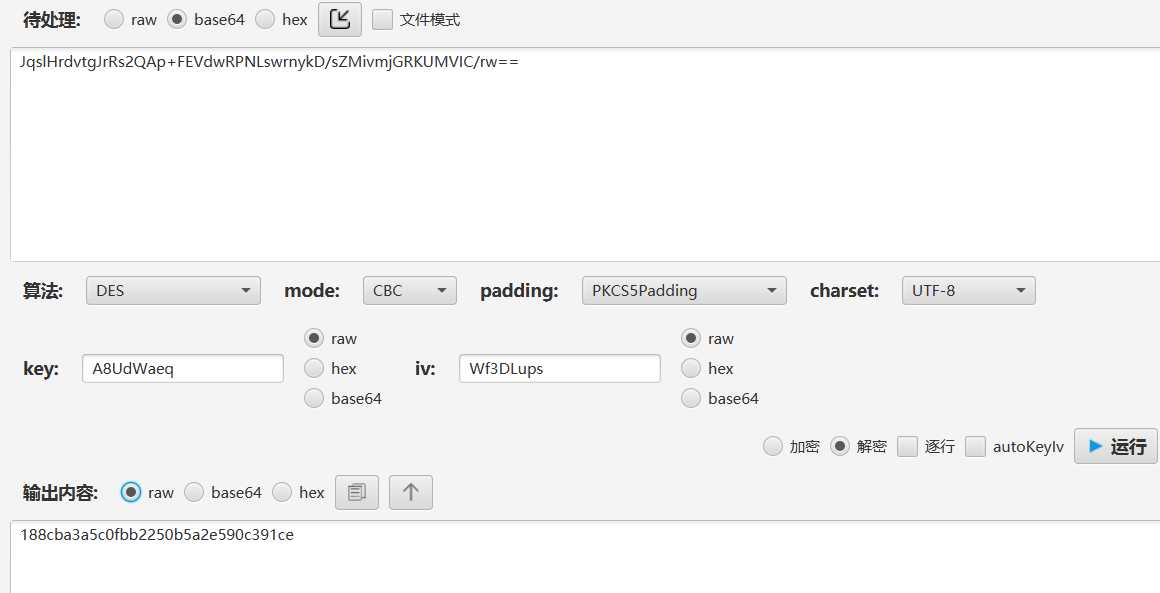 待处理: raw base64 hex 文件模式
JqslHrdvtgJrRs2QAp+FEVdwRPNLswrnykD/sZMivmjGRKUMVIC/rw==
算法: DES mode: CBC padding: PKCS5Padding charset: UTF-8
raw raw
key: A8UdWaeq hex iv: Wf3DLups hex
base64 base64
加密 解密 逐行 autoKeyIv 运行
输出内容: raw base64 hex
188cba3a5c0fbb2250b5a2e590c391ce